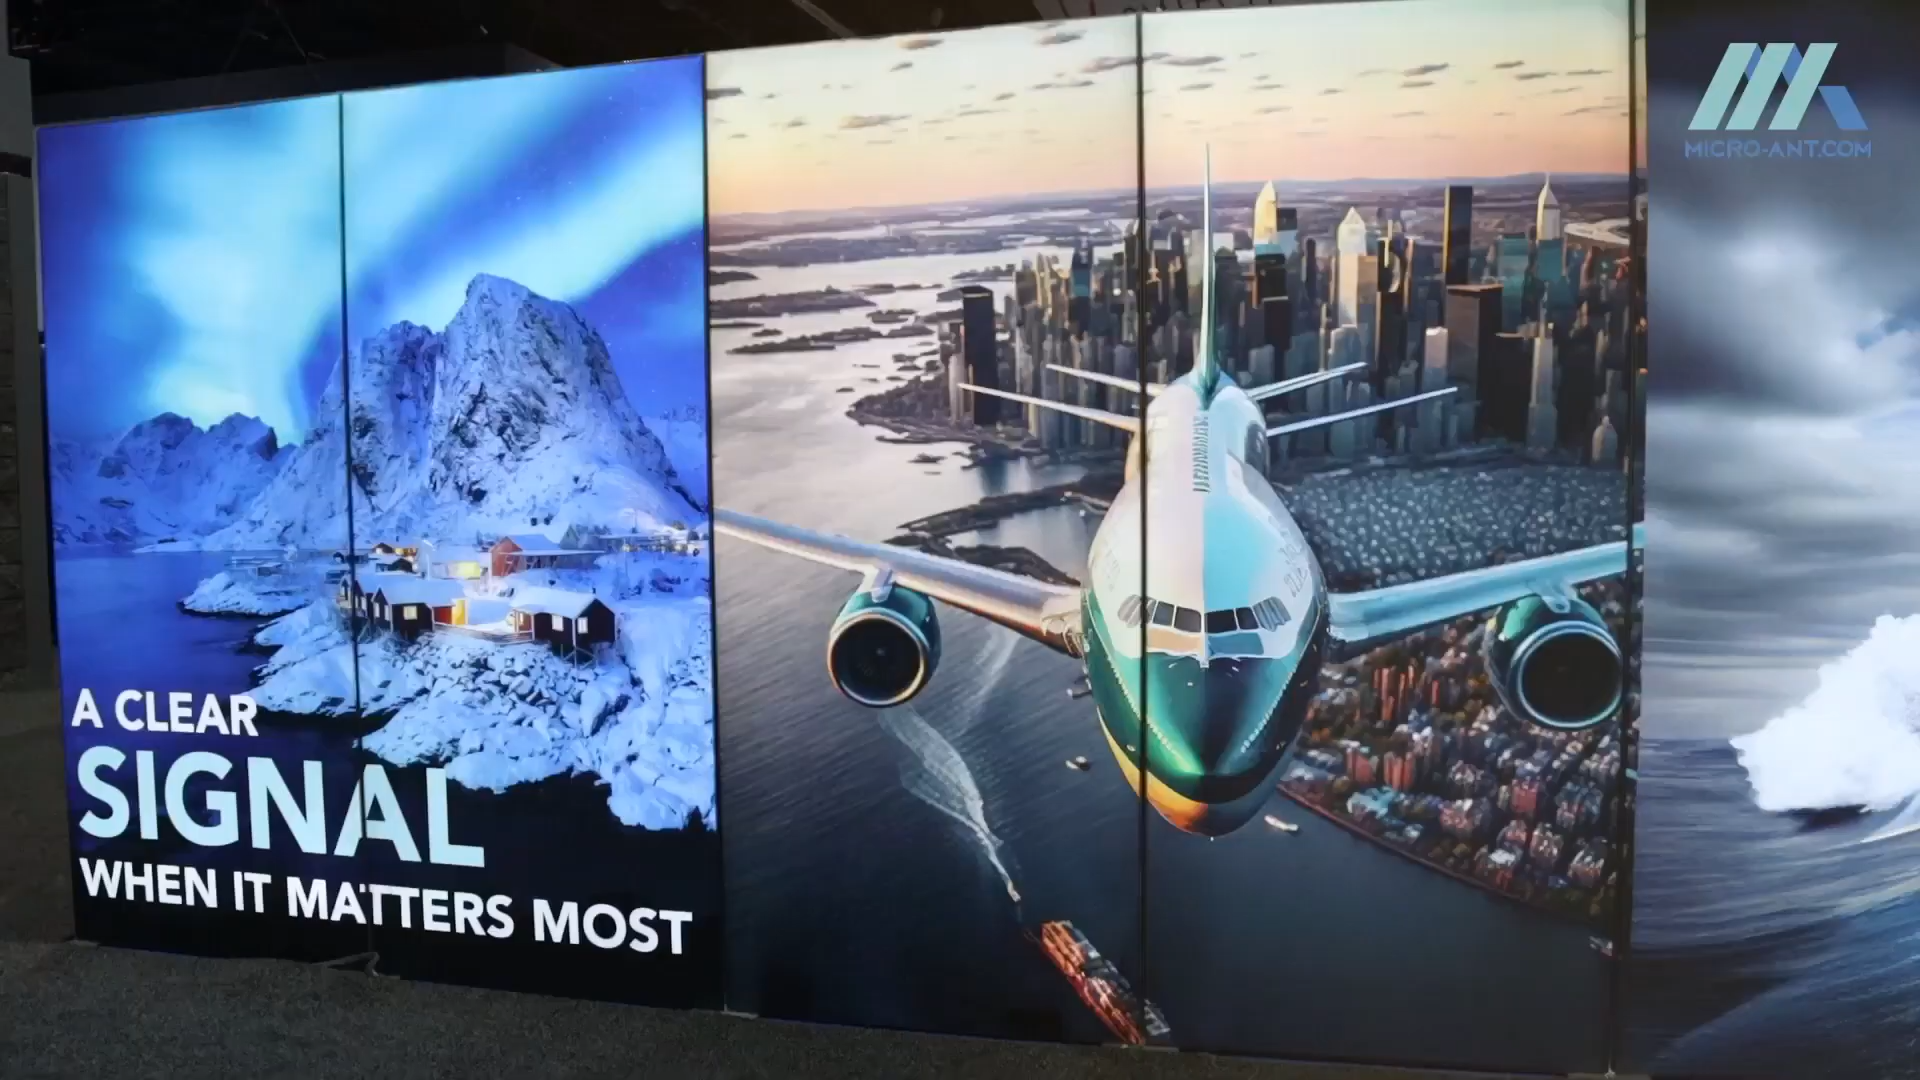 MICRO-ANT.COM
A CLEAR
SIGNAL
WHEN IT MATTERS MOST